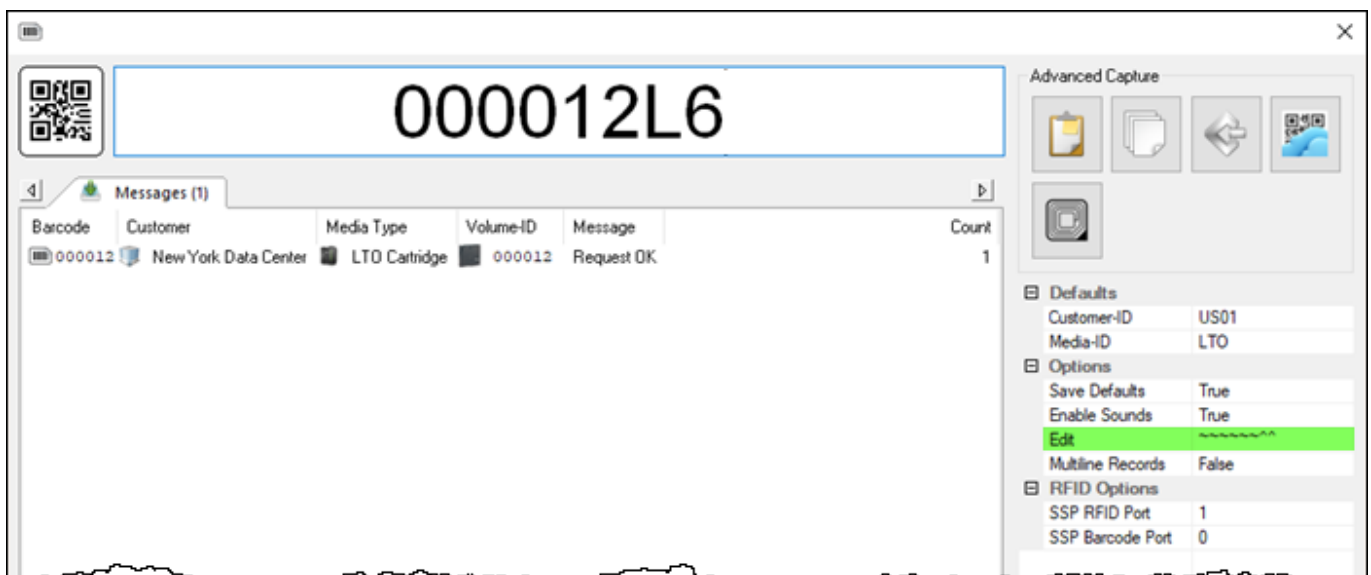 000012L6
Messages (1)
Barcode Customer Media Type Volume-ID Message Count
000012 New York Data Center LTO Cartridge 000012 Request OK 1
Advanced Capture
Defaults
Customer-ID US01
Media-ID LTO
Options
Save Defaults True
Enable Sounds True
Edit ~~~~~~^^
Multiline Records False
RFID Options
SSP RFID Port 1
SSP Barcode Port 0